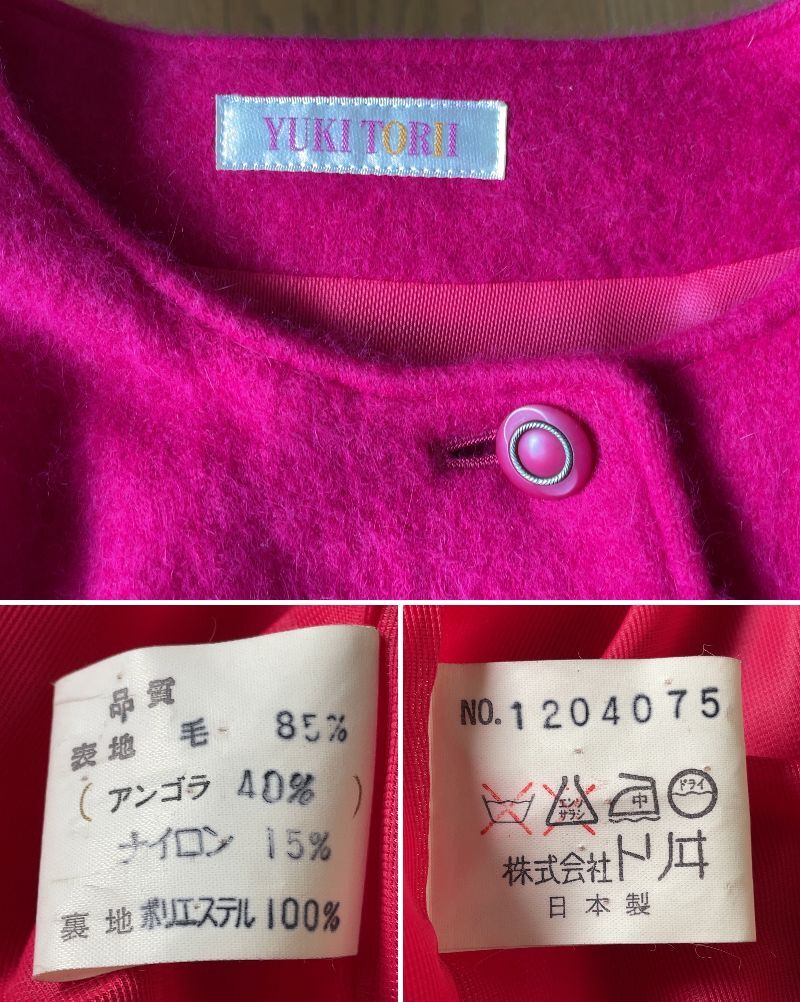 YUKI TORII
品質
表地 毛 85%
(アンゴラ 40%)
ナイロン 15%
裏地 ポリエステル 100%
NO. 1204075
エンソ サラシ 中 ドライ
株式会社トリヰ
日本製